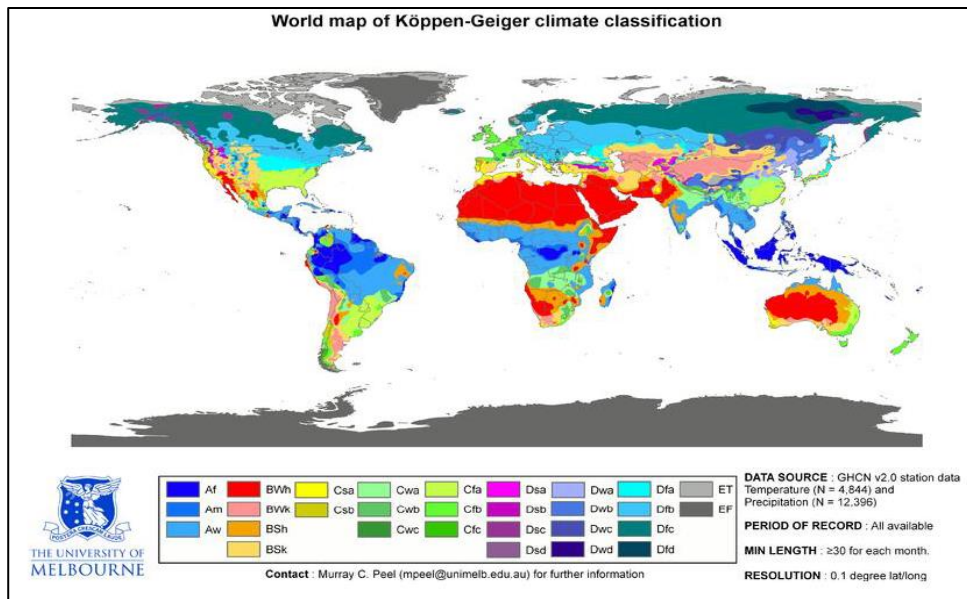 World map of Köppen-Geiger climate classification
THE UNIVERSITY OF
MELBOURNE
Af
Am
Aw
BWh
BWk
BSh
BSk
Csa
Csb
Cwa
Cwb
Cwc
Cfa
Cfb
Cfc
Dsa
Dsb
Dsc
Dsd
Dwa
Dwb
Dwc
Dwd
Dfa
Dfb
Dfc
Dfd
ET
EF
Contact : Murray C. Peel (mpeel@unimelb.edu.au) for further information
DATA SOURCE : GHCN v2.0 station data
Temperature (N = 4,844) and
Precipitation (N = 12,396)
PERIOD OF RECORD : All available
MIN LENGTH : ≥30 for each month.
RESOLUTION : 0.1 degree lat/long